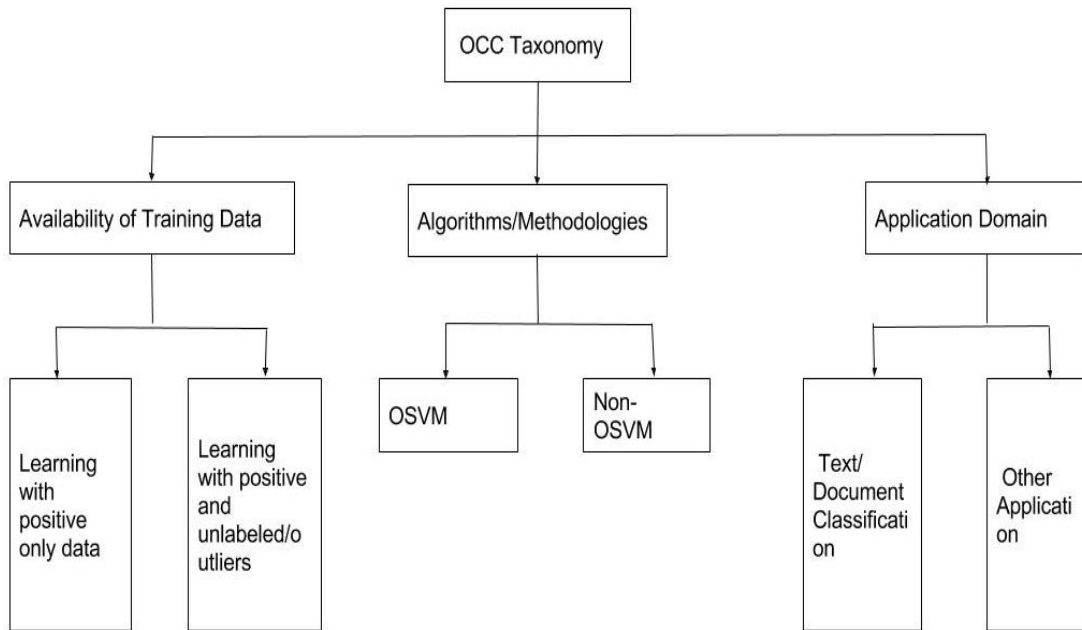 OCC Taxonomy
Availability of Training Data
Algorithms/Methodologies
Application Domain
Learning
with
positive
only data
Learning
with positive
and
unlabeled/o
utliers
OSVM
Non-
OSVM
Text/
Document
Classificati
on
Other
Applicati
on